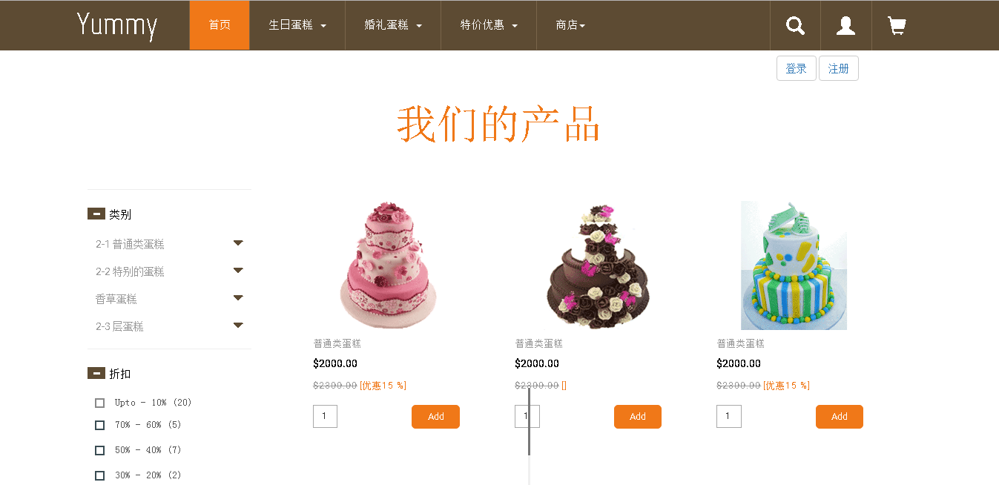 Yummy 首页 生日蛋糕 婚礼蛋糕 特价优惠 商店
登录 注册
我们的产品
类别
2-1 普通类蛋糕
2-2 特别的蛋糕
香草蛋糕
2-3 层蛋糕
折扣
Upto - 10% (20)
70% - 60% (5)
50% - 40% (7)
30% - 20% (2)
普通类蛋糕
$2000.00
$2300.00 [优惠15 %]
1 Add
普通类蛋糕
$2000.00
$2300.00 []
1 Add
普通类蛋糕
$2000.00
$2300.00 [优惠15 %]
1 Add